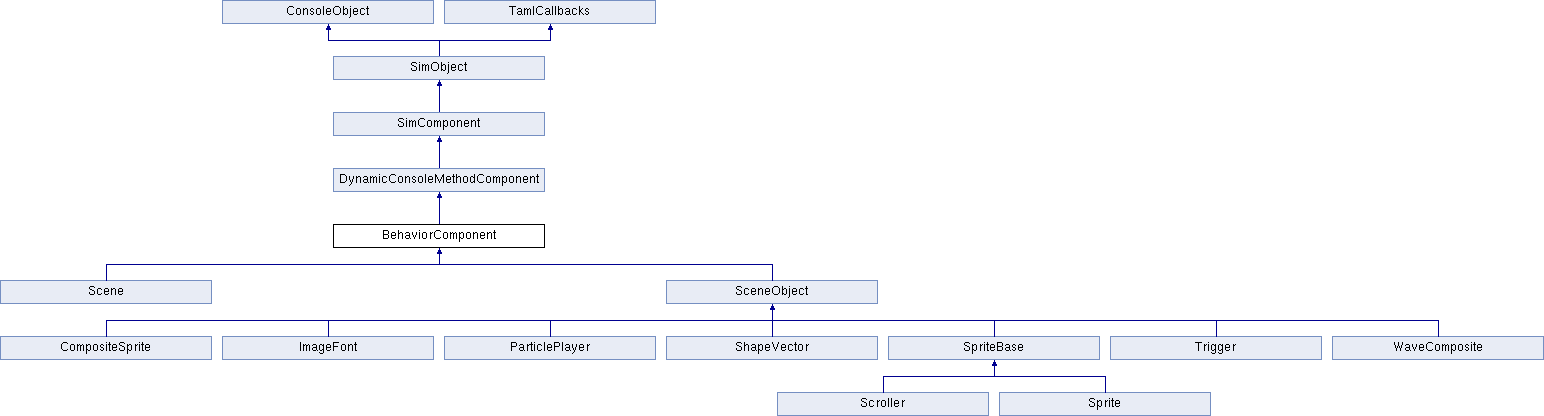 ConsoleObject
TamlCallbacks
SimObject
SimComponent
DynamicConsoleMethodComponent
BehaviorComponent
Scene
SceneObject
CompositeSprite
ImageFont
ParticlePlayer
ShapeVector
SpriteBase
Trigger
WaveComposite
Scroller
Sprite